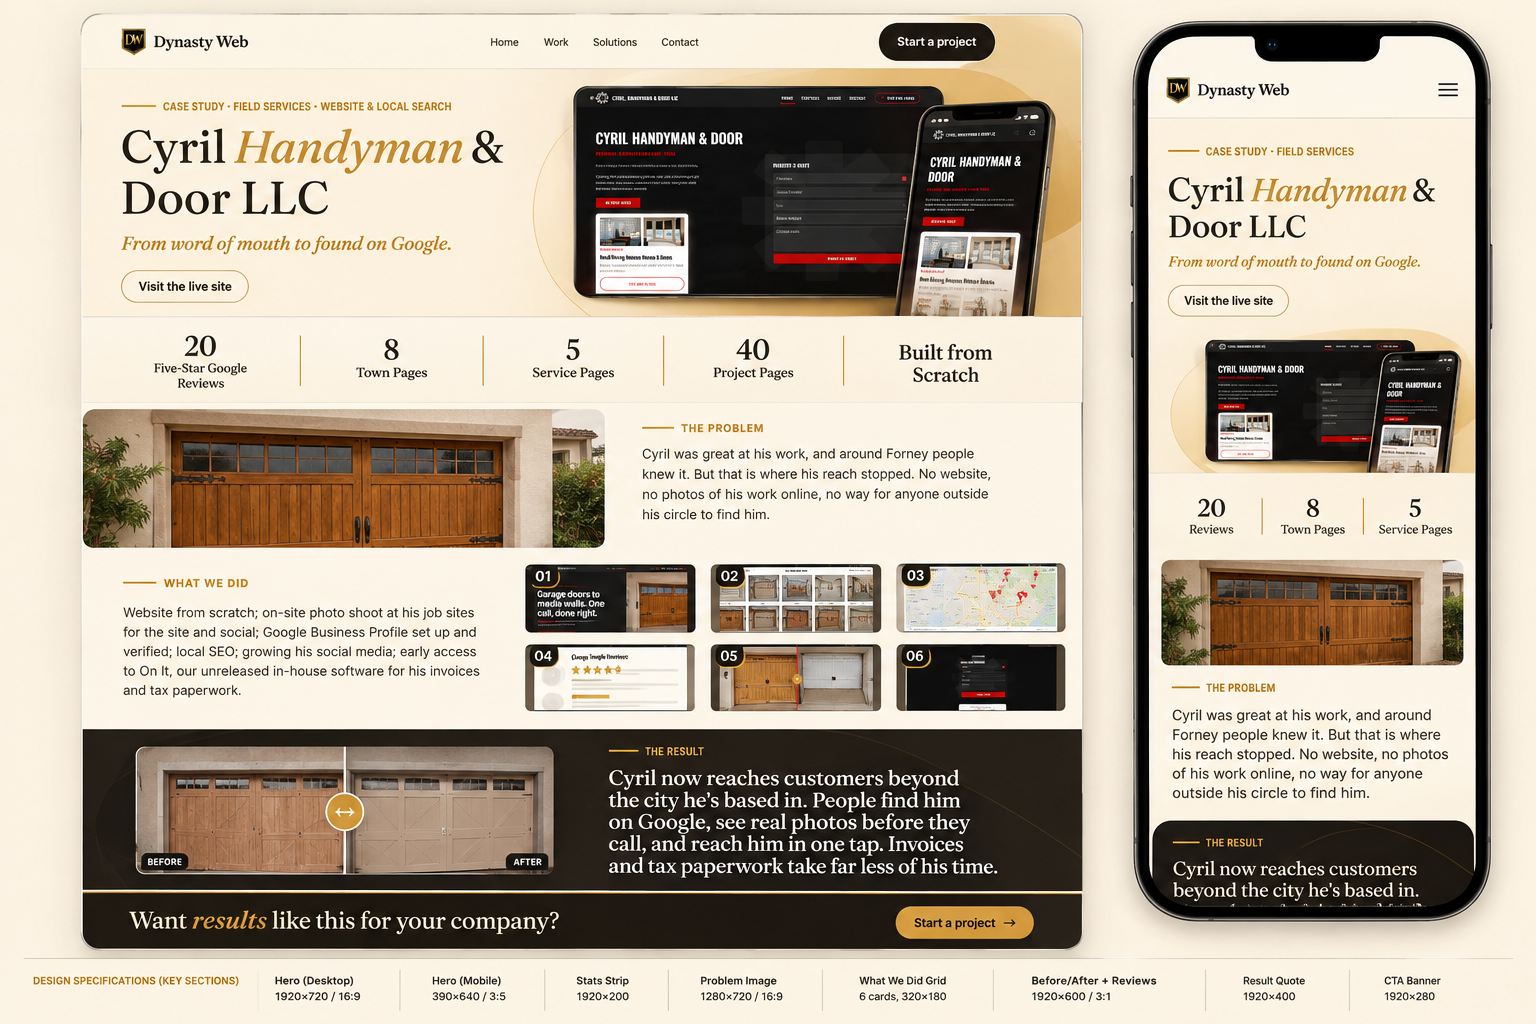 DW
Dynasty Web
Home
Work
Solutions
Contact
Start a project
CASE STUDY · FIELD SERVICES · WEBSITE & LOCAL SEARCH
Cyril Handyman &
Door LLC
From word of mouth to found on Google.
Visit the live site
CYRIL HANDYMAN & DOOR
CYRIL HANDYMAN &
DOOR
20
Five-Star Google
Reviews
8
Town Pages
5
Service Pages
40
Project Pages
Built from
Scratch
THE PROBLEM
Cyril was great at his work, and around Forney people
knew it. But that is where his reach stopped. No website,
no photos of his work online, no way for anyone outside
his circle to find him.
WHAT WE DID
Website from scratch; on-site photo shoot at his job sites
for the site and social; Google Business Profile set up and
verified; local SEO; growing his social media; early access
to On It, our unreleased in-house software for his invoices
and tax paperwork.
01
Garage doors to
media walls. One
call, done right.
02
03
04
05
06
BEFORE
AFTER
THE RESULT
Cyril now reaches customers beyond
the city he's based in. People find him
on Google, see real photos before they
call, and reach him in one tap. Invoices
and tax paperwork take far less of his time.
Want results like this for your company?
Start a project →
DW
Dynasty Web
CASE STUDY · FIELD SERVICES
Cyril Handyman &
Door LLC
From word of mouth to found on Google.
Visit the live site
CYRIL HANDYMAN & DOOR
CYRIL HANDYMAN &
DOOR
20
Reviews
8
Town Pages
5
Service Pages
THE PROBLEM
Cyril was great at his work, and around
Forney people knew it. But that is where
his reach stopped. No website, no photos
of his work online, no way for anyone
outside his circle to find him.
THE RESULT
Cyril now reaches customers
beyond the city he's based in.
DESIGN SPECIFICATIONS (KEY SECTIONS)
Hero (Desktop)
1920×720 / 16:9
Hero (Mobile)
390×640 / 3:5
Stats Strip
1920×200
Problem Image
1280×720 / 16:9
What We Did Grid
6 cards, 320×180
Before/After + Reviews
1920×600 / 3:1
Result Quote
1920×400
CTA Banner
1920×280